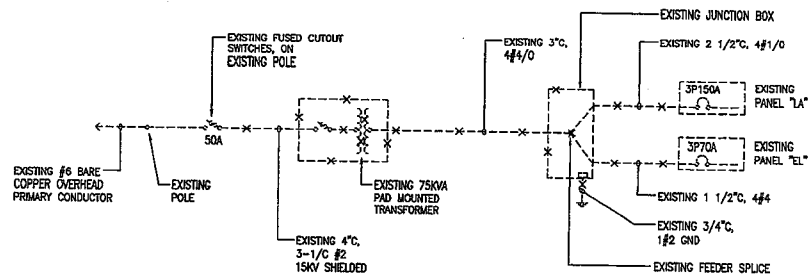 EXISTING FUSED CUTOUT
SWITCHES, ON
EXISTING POLE
EXISTING 3"C,
4#4/0
EXISTING JUNCTION BOX
EXISTING 2 1/2"C, 4#1/0
3P150A
EXISTING
PANEL "LA"
50A
3P70A
EXISTING
PANEL "EL"
EXISTING #6 BARE
COPPER OVERHEAD
PRIMARY CONDUCTOR
EXISTING
POLE
EXISTING 75KVA
PAD MOUNTED
TRANSFORMER
EXISTING 1 1/2"C, 4#4
EXISTING 3/4"C,
1#2 GND
EXISTING 4"C,
3-1/C #2
15KV SHIELDED
EXISTING FEEDER SPLICE